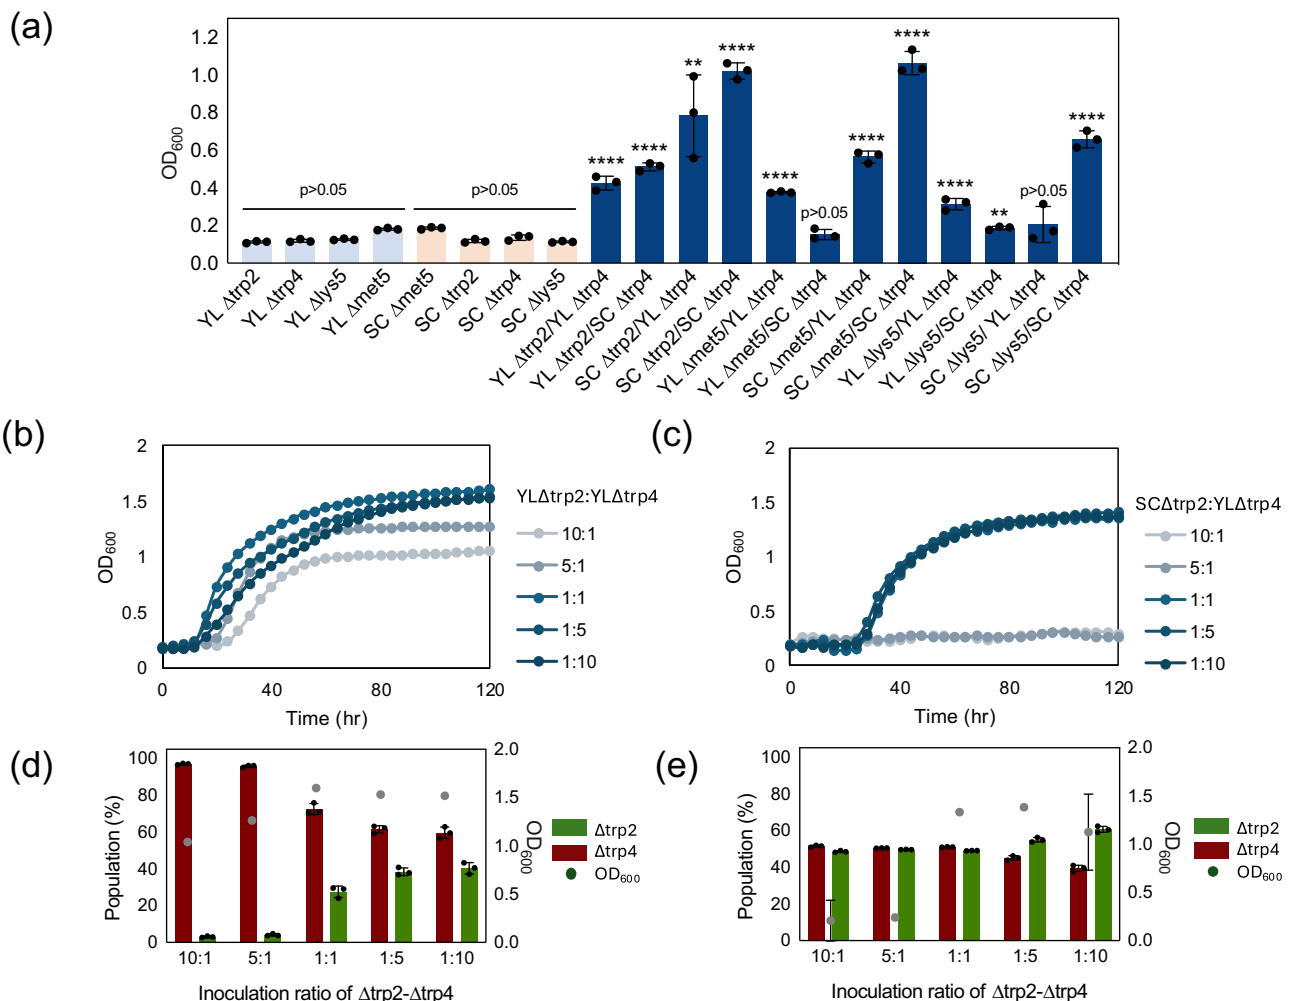 (a)
OD600
1.2
1.0
0.8
0.6
0.4
0.2
0.0
p>0.05
p>0.05
****
****
**
****
****
p>0.05
****
****
****
**
p>0.05
****
YL Δtrp2
YL Δtrp4
YL Δlys5
YL Δmet5
SC Δmet5
SC Δtrp2
SC Δtrp4
SC Δlys5
YL Δtrp2/YL Δtrp4
YL Δtrp2/SC Δtrp4
SC Δtrp2/YL Δtrp4
SC Δtrp2/SC Δtrp4
YL Δmet5/YL Δtrp4
YL Δmet5/SC Δtrp4
SC Δmet5/YL Δtrp4
SC Δmet5/SC Δtrp4
YL Δlys5/YL Δtrp4
YL Δlys5/SC Δtrp4
SC Δlys5/ YL Δtrp4
SC Δlys5/SC Δtrp4
(b)
OD600
2
1.5
1
0.5
0
0 40 80 120
Time (hr)
YLΔtrp2:YLΔtrp4
10:1
5:1
1:1
1:5
1:10
(c)
OD600
2
1.5
1
0.5
0
0 40 80 120
Time (hr)
SCΔtrp2:YLΔtrp4
10:1
5:1
1:1
1:5
1:10
(d)
Population (%)
100
80
60
40
20
0
2.0
1.5
1.0
0.5
0.0
OD600
10:1 5:1 1:1 1:5 1:10
Inoculation ratio of Δtrp2-Δtrp4
Δtrp2
Δtrp4
OD600
(e)
Population (%)
100
80
60
40
20
0
2.0
1.5
1.0
0.5
0.0
OD600
10:1 5:1 1:1 1:5 1:10
Inoculation ratio of Δtrp2-Δtrp4
Δtrp2
Δtrp4
OD600